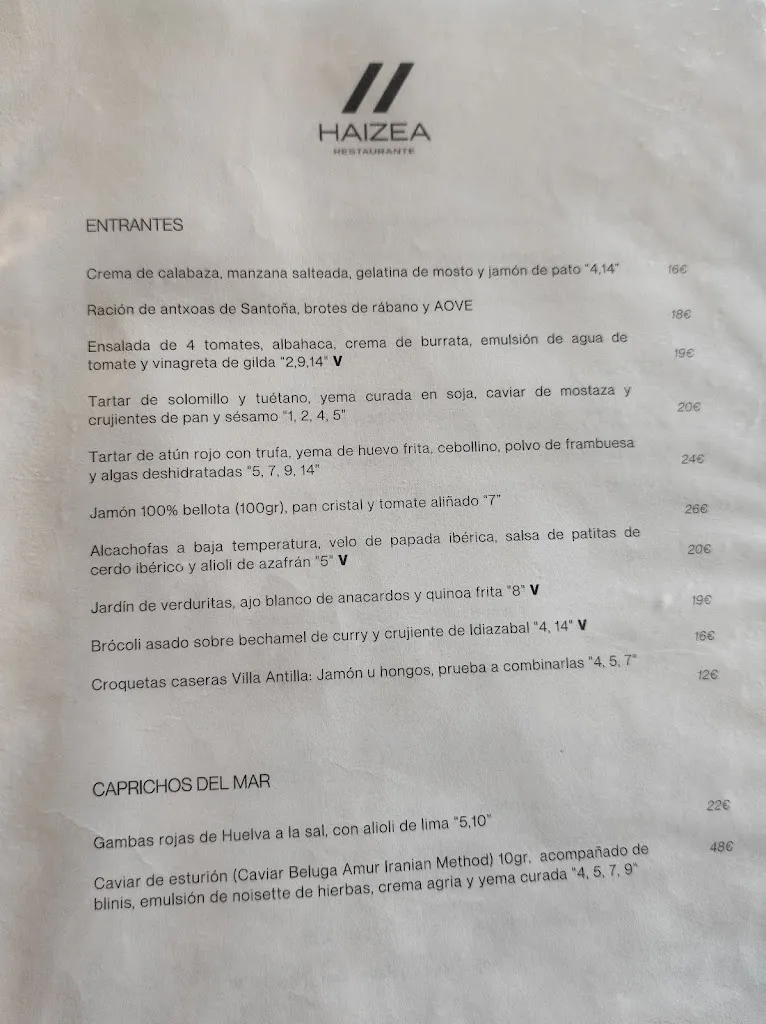 HAIZEA
RESTAURANTE
ENTRANTES
Crema de calabaza, manzana salteada, gelatina de mosto y jamón de pato "4,14" 16€
Ración de antxoas de Santoña, brotes de rábano y AOVE 18€
Ensalada de 4 tomates, albahaca, crema de burrata, emulsión de agua de
tomate y vinagreta de gilda "2,9,14" V 19€
Tartar de solomillo y tuétano, yema curada en soja, caviar de mostaza y
crujientes de pan y sésamo "1, 2, 4, 5" 20€
Tartar de atún rojo con trufa, yema de huevo frita, cebollino, polvo de frambuesa
y algas deshidratadas "5, 7, 9, 14" 24€
Jamón 100% bellota (100gr), pan cristal y tomate aliñado "7" 26€
Alcachofas a baja temperatura, velo de papada ibérica, salsa de patitas de
cerdo ibérico y alioli de azafrán "5" V 20€
Jardín de verduritas, ajo blanco de anacardos y quinoa frita "8" V 19€
Brócoli asado sobre bechamel de curry y crujiente de Idiazabal "4, 14" V 16€
Croquetas caseras Villa Antilla: Jamón u hongos, prueba a combinarlas "4, 5, 7" 12€
CAPRICHOS DEL MAR
Gambas rojas de Huelva a la sal, con alioli de lima "5,10" 22€
Caviar de esturión (Caviar Beluga Amur Iranian Method) 10gr, acompañado de 48€
blinis, emulsión de noisette de hierbas, crema agria y yema curada "4, 5, 7, 9"